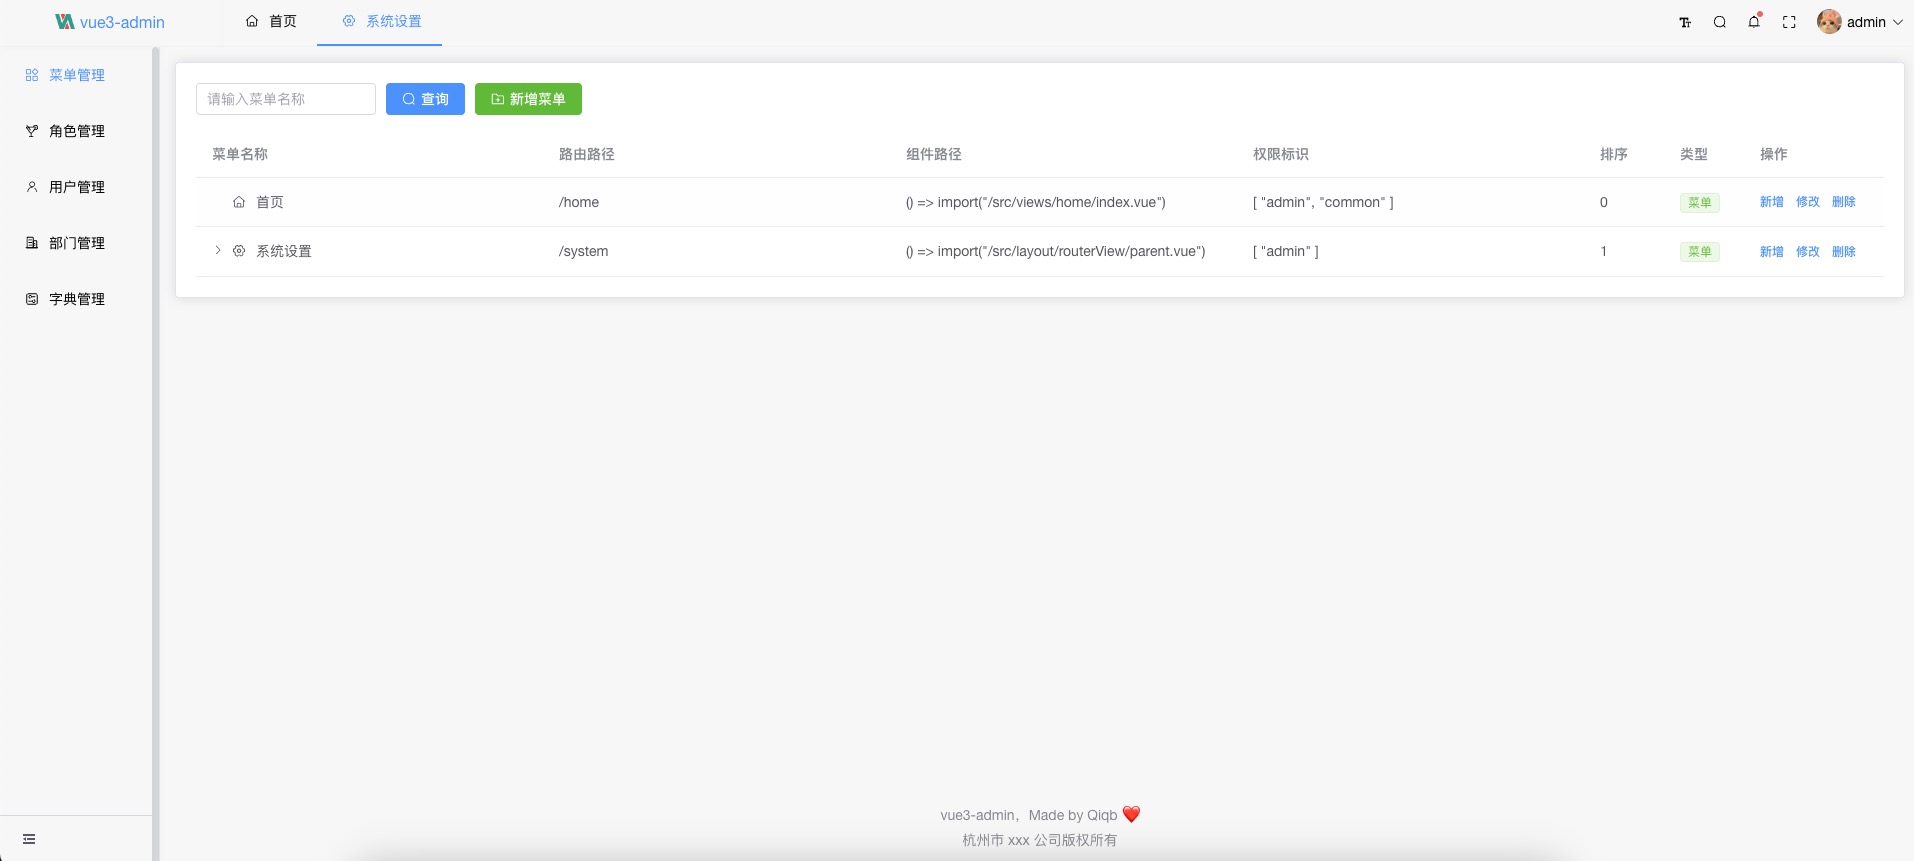 vue3-admin 首页 系统设置 admin
菜单管理
角色管理
用户管理
部门管理
字典管理
请输入菜单名称 查询 新增菜单
菜单名称 路由路径 组件路径 权限标识 排序 类型 操作
首页 /home () => import("/src/views/home/index.vue") [ "admin", "common" ] 0 菜单 新增 修改 删除
系统设置 /system () => import("/src/layout/routerView/parent.vue") [ "admin" ] 1 菜单 新增 修改 删除
vue3-admin，Made by Qiqb ❤️
杭州市 xxx 公司版权所有